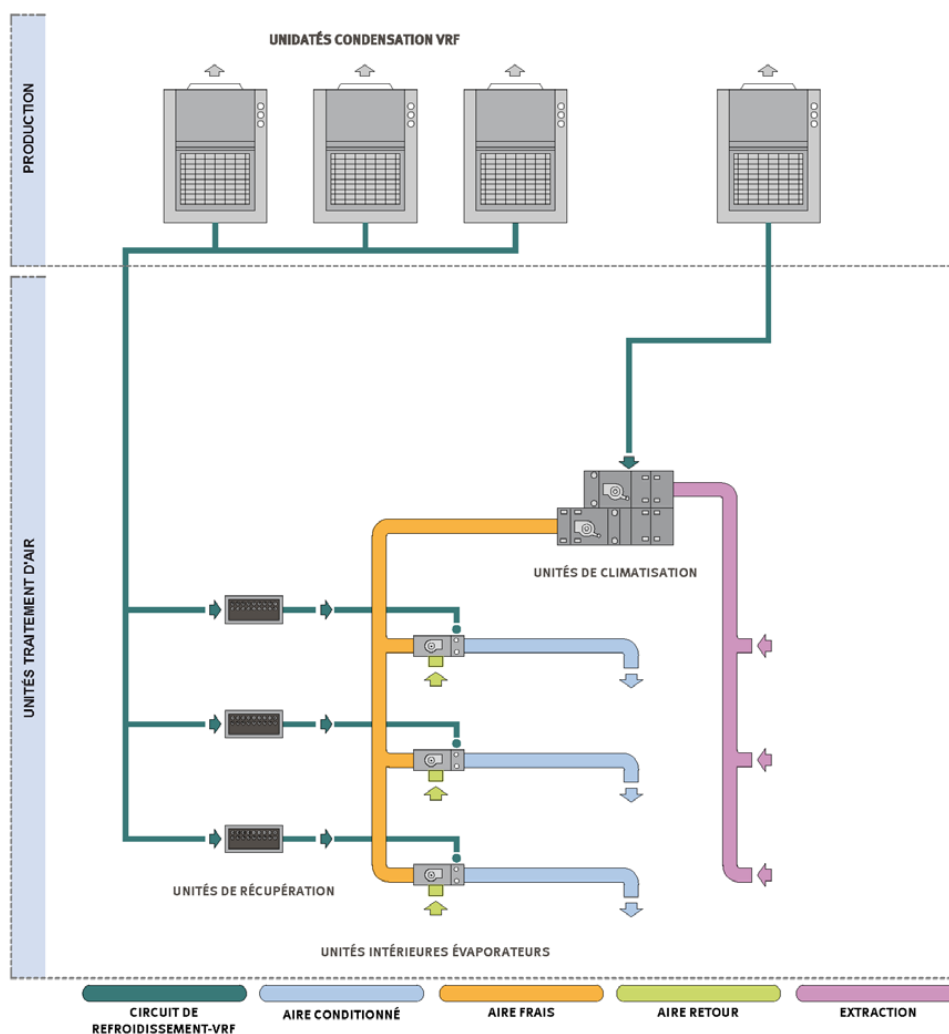 UNIDATÉS CONDENSATION VRF
PRODUCTION
UNITÉS TRAITEMENT D'AIR
UNITÉS DE CLIMATISATION
UNITÉS DE RÉCUPÉRATION
UNITÉS INTÉRIEURES ÉVAPORATEURS
CIRCUIT DE
REFROIDISSEMENT-VRF
AIRE CONDITIONNÉ
AIRE FRAIS
AIRE RETOUR
EXTRACTION